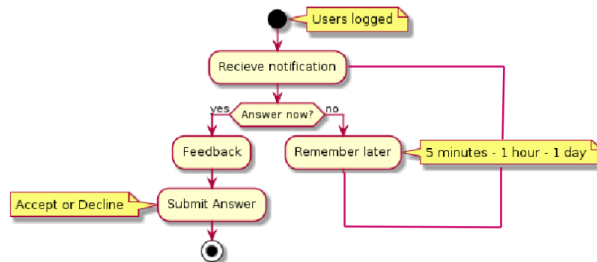 Users logged
Recieve notification
yes
Answer now?
no
Feedback
Remember later
5 minutes - 1 hour - 1 day
Accept or Decline
Submit Answer